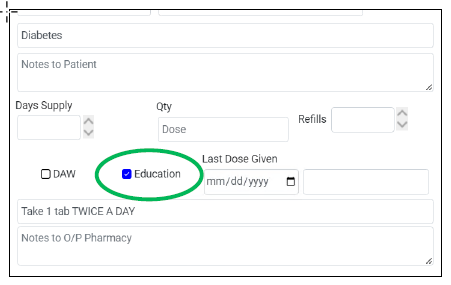 Diabetes
Notes to Patient
Days Supply
Qty
Refills
Dose
Last Dose Given
DAW
Education
mm/dd/yyyy
Take 1 tab TWICE A DAY
Notes to O/P Pharmacy